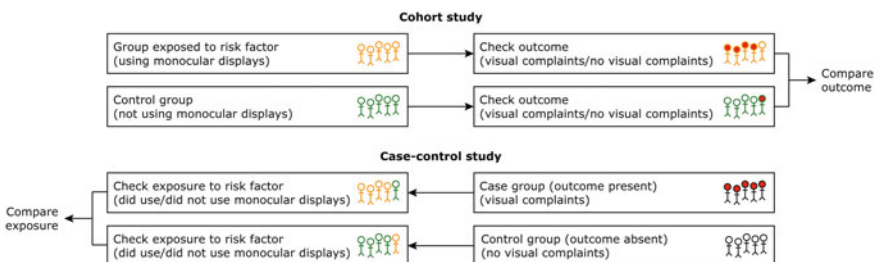 Cohort study
Group exposed to risk factor
(using monocular displays)
Check outcome
(visual complaints/no visual complaints)
Control group
(not using monocular displays)
Check outcome
(visual complaints/no visual complaints)
Compare
outcome
Case-control study
Compare
exposure
Check exposure to risk factor
(did use/did not use monocular displays)
Case group (outcome present)
(visual complaints)
Check exposure to risk factor
(did use/did not use monocular displays)
Control group (outcome absent)
(no visual complaints)